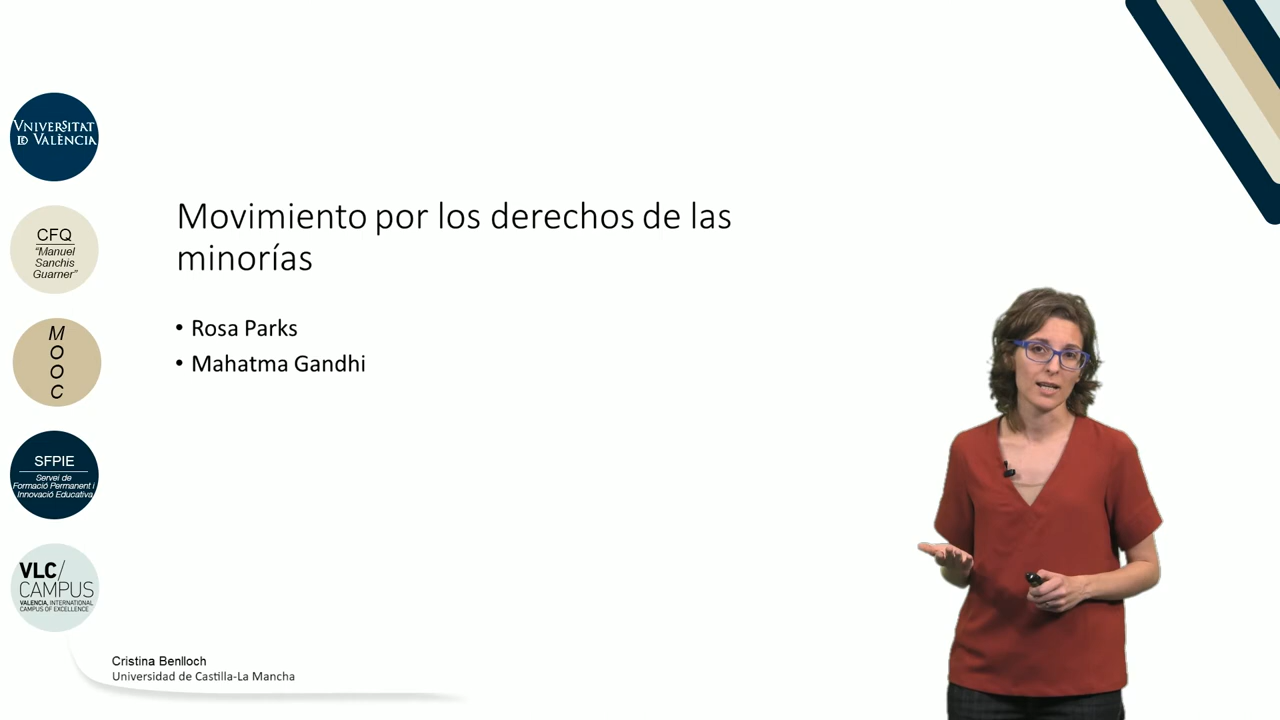 VNIVERSITAT
ID VALÈNCIA
CFQ
"Manuel
Sanchis
Guarner"
M
O
O
C
SFPIE
Servei de
Formació Permanent i
Innovació Educativa
VLC/
CAMPUS
VALENCIA, INTERNATIONAL
CAMPUS OF EXCELLENCE
Movimiento por los derechos de las
minorías
• Rosa Parks
• Mahatma Gandhi
Cristina Benlloch
Universidad de Castilla-La Mancha